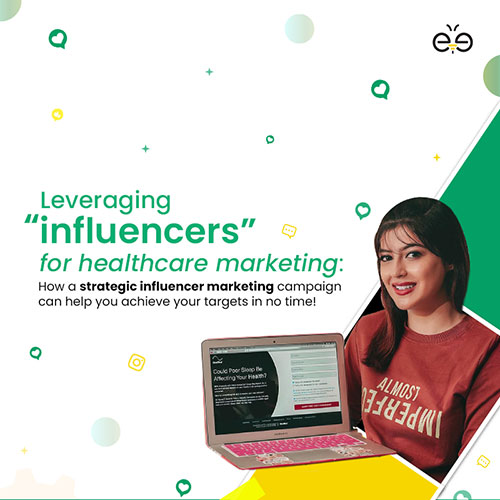 Leveraging
“influencers”
for healthcare marketing:
How a strategic influencer marketing campaign
can help you achieve your targets in no time!
Could Poor Sleep Be
Affecting Your Health?
ALMOST
IMPERFECT